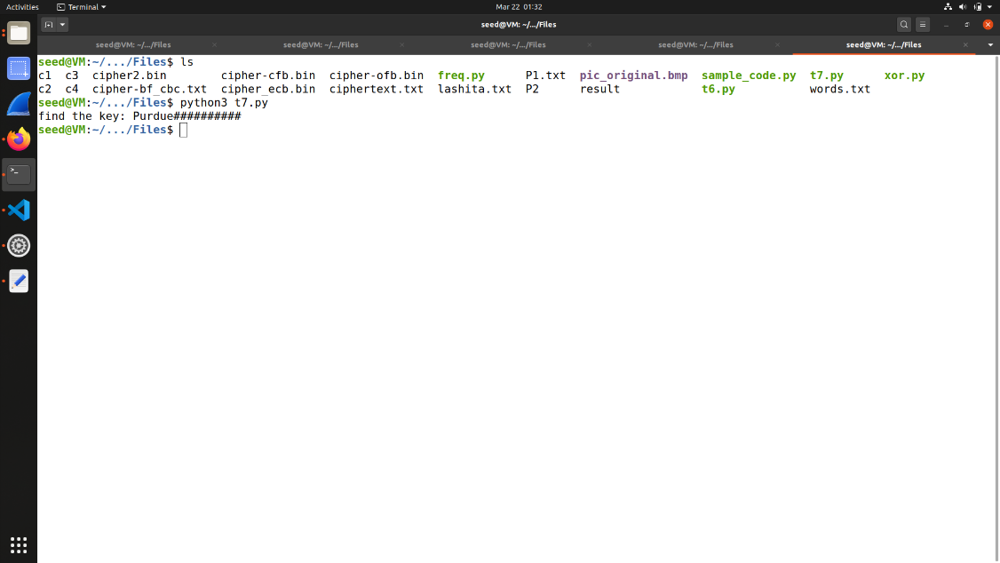 Activities Terminal Mar 22 01:32
seed@VM: ~/.../Files
seed@VM: ~/.../Files seed@VM: ~/.../Files seed@VM: ~/.../Files seed@VM: ~/.../Files seed@VM: ~/.../Files
seed@VM:~/.../Files$ ls
c1 c3 cipher2.bin cipher-cfb.bin cipher-ofb.bin freq.py P1.txt pic_original.bmp sample_code.py t7.py xor.py
c2 c4 cipher-bf_cbc.txt cipher_ecb.bin ciphertext.txt lashita.txt P2 result t6.py words.txt
seed@VM:~/.../Files$ python3 t7.py
find the key: Purdue##########
seed@VM:~/.../Files$